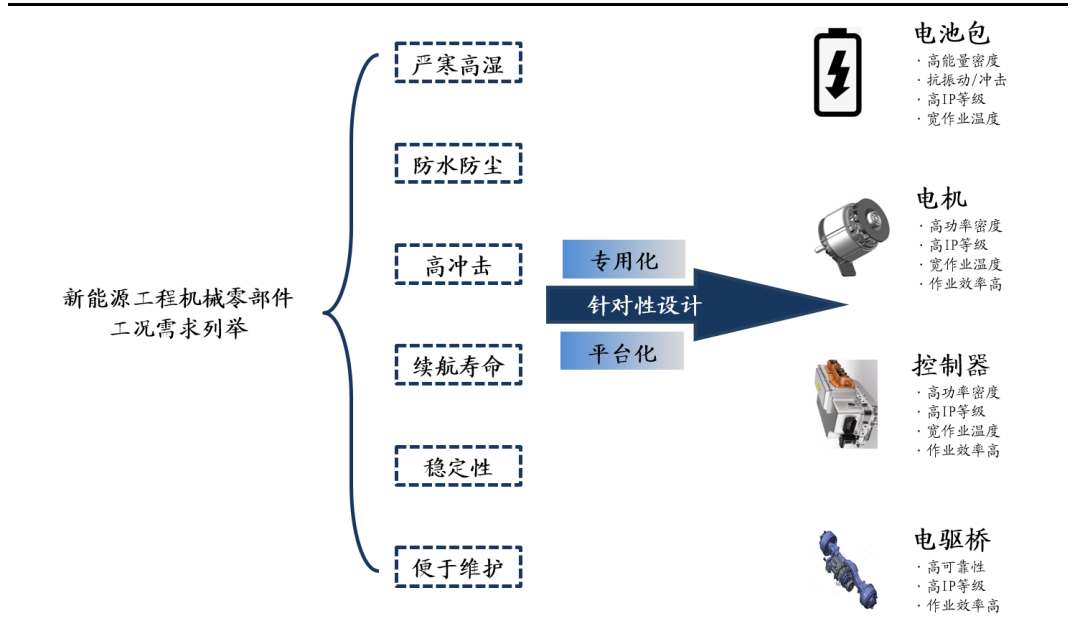 新能源工程机械零部件
工况需求列举
严寒高湿
防水防尘
高冲击
续航寿命
稳定性
便于维护
专用化
针对性设计
平台化
电池包
·高能量密度
·抗振动/冲击
·高IP等级
·宽作业温度
电机
·高功率密度
·高IP等级
·宽作业温度
·作业效率高
控制器
·高功率密度
·高IP等级
·宽作业温度
·作业效率高
电驱桥
·高可靠性
·高IP等级
·作业效率高